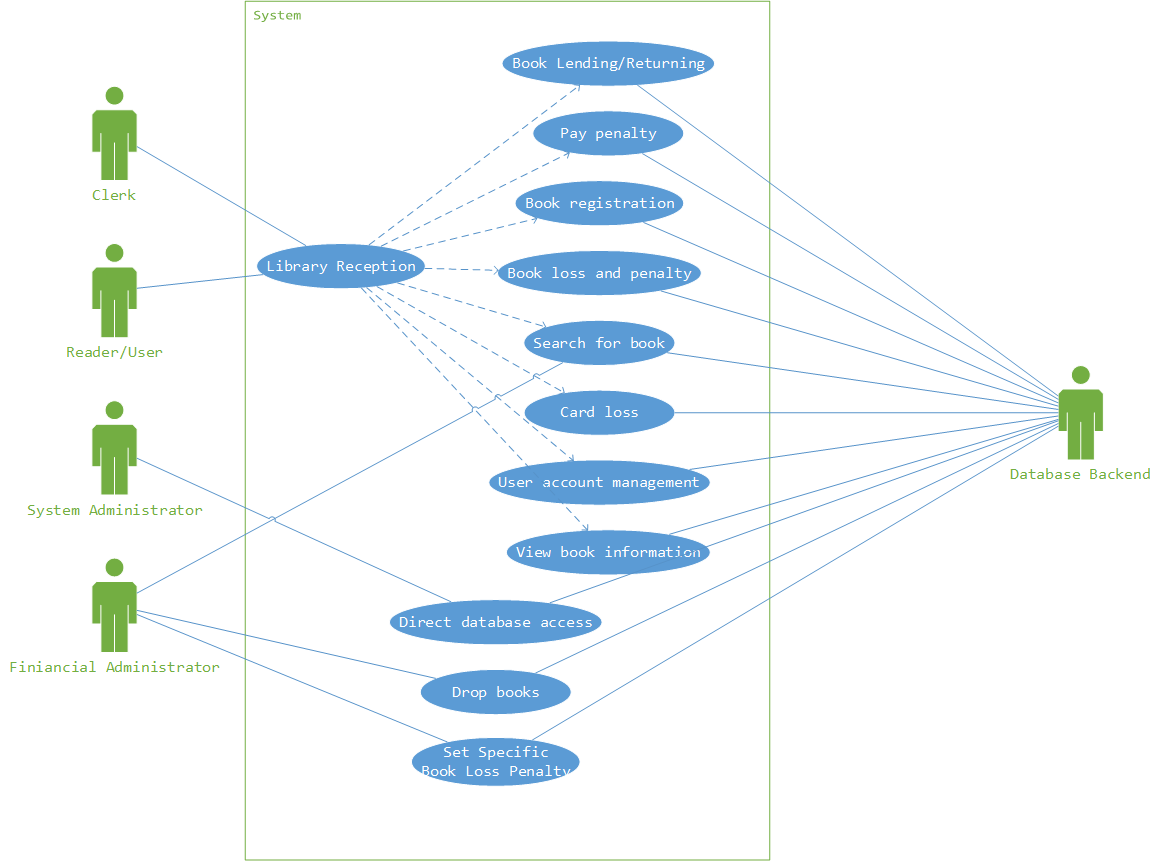 System
Book Lending/Returning
Pay penalty
Clerk
Book registration
Library Reception
Book loss and penalty
Search for book
Reader/User
Card loss
Database Backend
User account management
System Administrator
View book information
Direct database access
Finiancial Administrator
Drop books
Set Specific
Book Loss Penalty